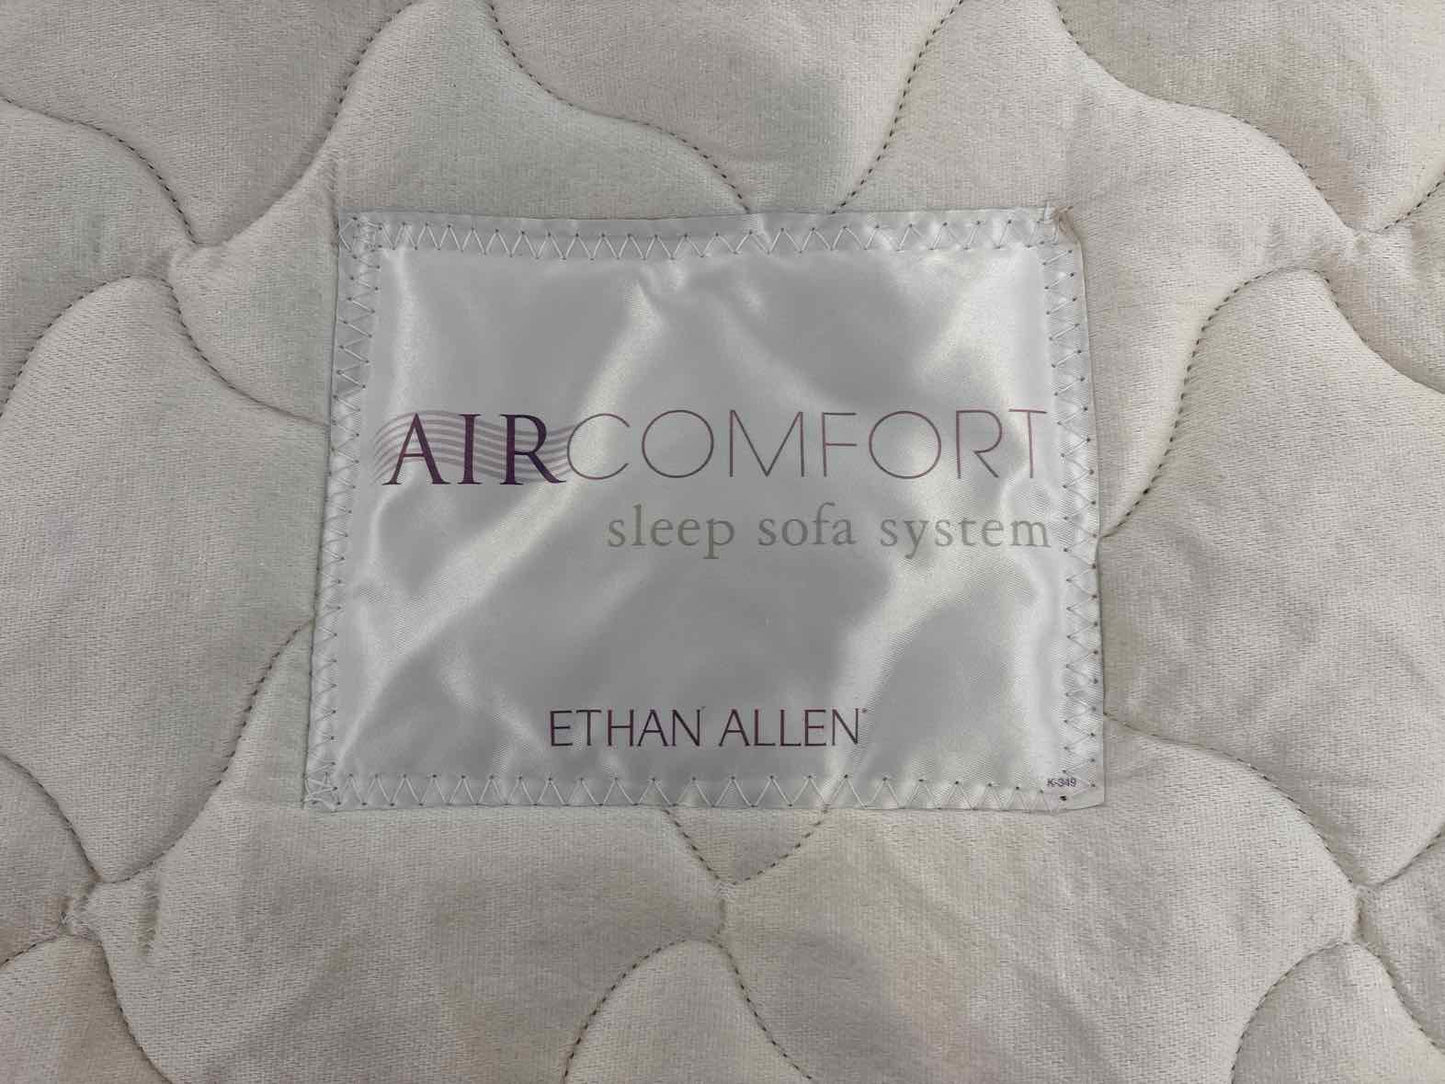 AIRCOMFORT
sleep sofa system
ETHAN ALLEN®
K-349